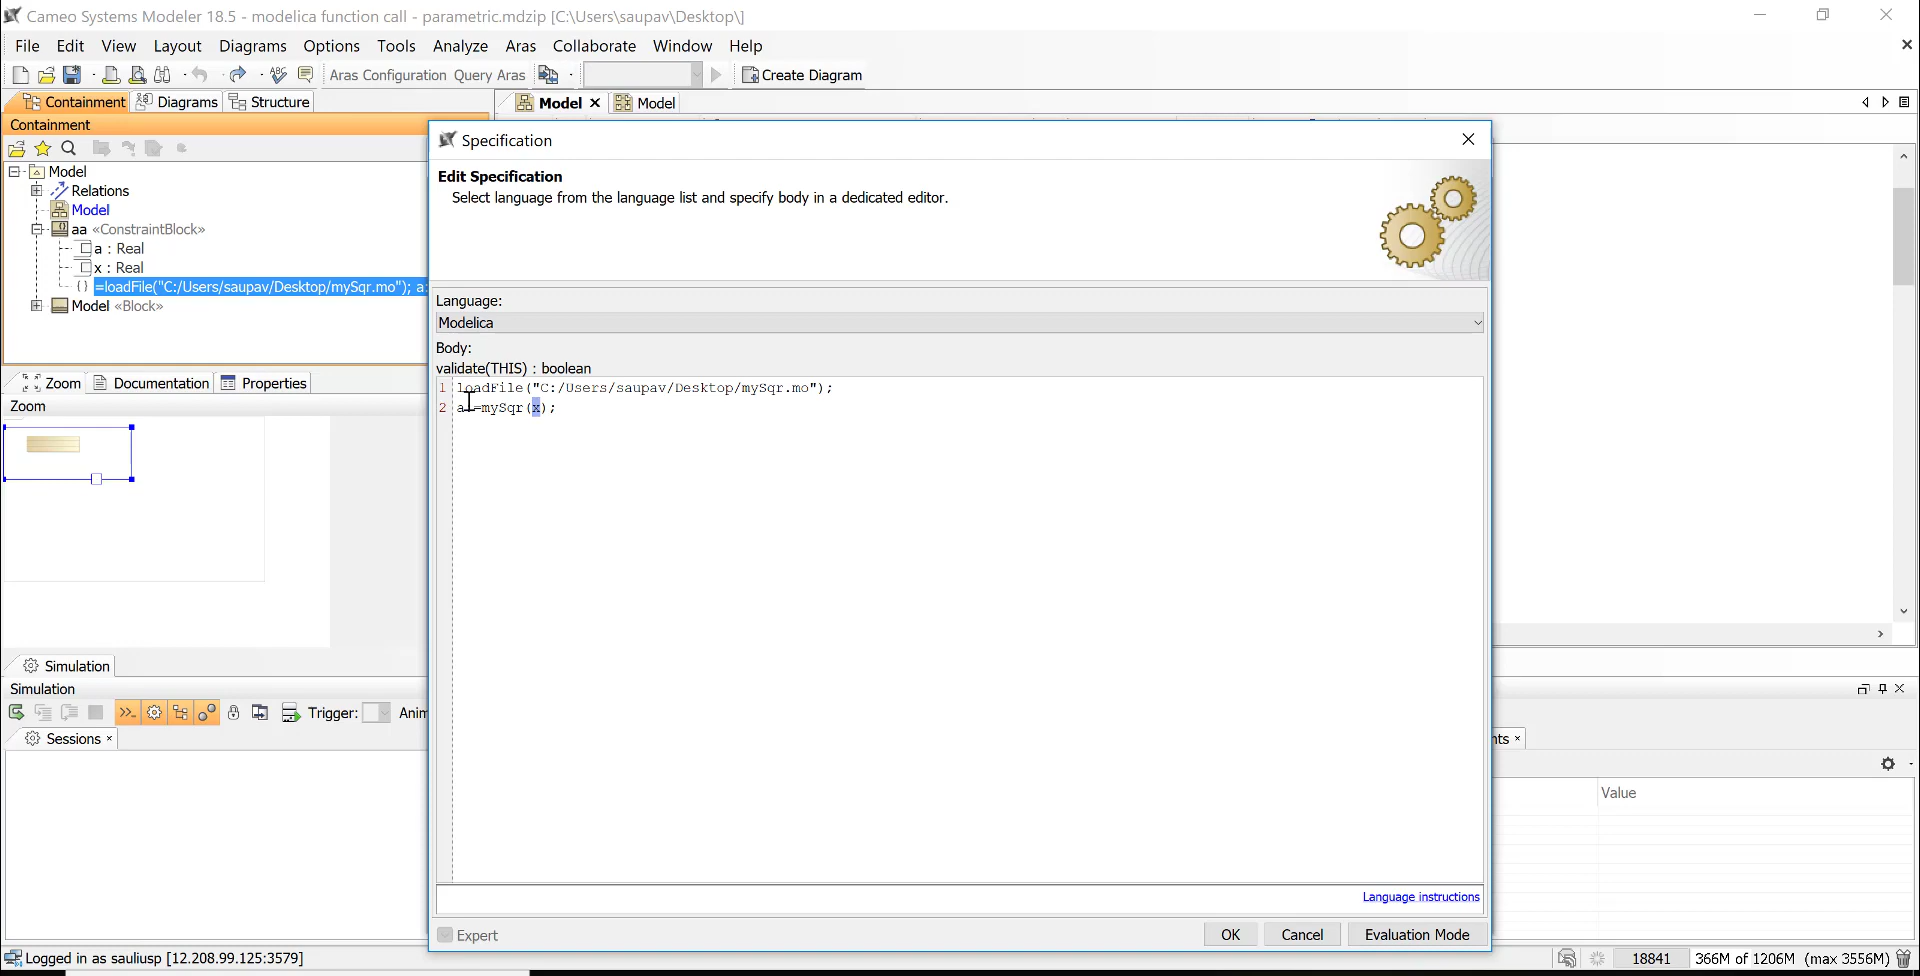 Cameo Systems Modeler 18.5 - modelica function call - parametric.mdzip [C:\Users\saupav\Desktop\]
File Edit View Layout Diagrams Options Tools Analyze Aras Collaborate Window Help
Aras Configuration Query Aras Create Diagram
Containment Diagrams Structure
Model Model
Containment
Model
Relations
Model
aa «ConstraintBlock»
a : Real
x : Real
{} =loadFile("C:/Users/saupav/Desktop/mySqr.mo"); a:
Model «Block»
Zoom Documentation Properties
Zoom
Simulation
Simulation
Trigger: Anim
Sessions
Specification
Edit Specification
Select language from the language list and specify body in a dedicated editor.
Language:
Modelica
Body:
validate(THIS) : boolean
1 loadFile("C:/Users/saupav/Desktop/mySqr.mo");
2 a:=mySqr(x);
Language instructions
Expert OK Cancel Evaluation Mode
nts
Value
Logged in as sauliusp [12.208.99.125:3579]
18841 366M of 1206M (max 3556M)